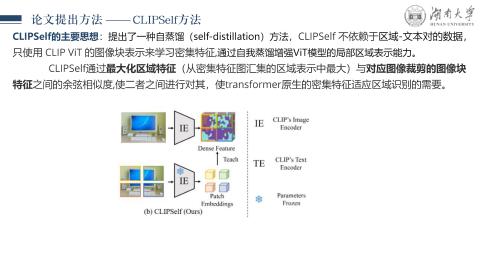 论文提出方法 —— CLIPSelf方法
湖南大学
HUNAN UNIVERSITY
CLIPSelf的主要思想：提出了一种自蒸馏（self-distillation）方法，CLIPSelf 不依赖于区域-文本对的数据，
只使用 CLIP ViT 的图像块表示来学习密集特征,通过自我蒸馏增强ViT模型的局部区域表示能力。
CLIPSelf通过最大化区域特征（从密集特征图汇集的区域表示中最大）与对应图像裁剪的图像块
特征之间的余弦相似度,使二者之间进行对其，使transformer原生的密集特征适应区域识别的需要。
IE
Dense Feature
Teach
IE
Patch
Embeddings
(b) CLIPSelf (Ours)
IE
CLIP's Image
Encoder
TE
CLIP's Text
Encoder
Parameters
Frozen